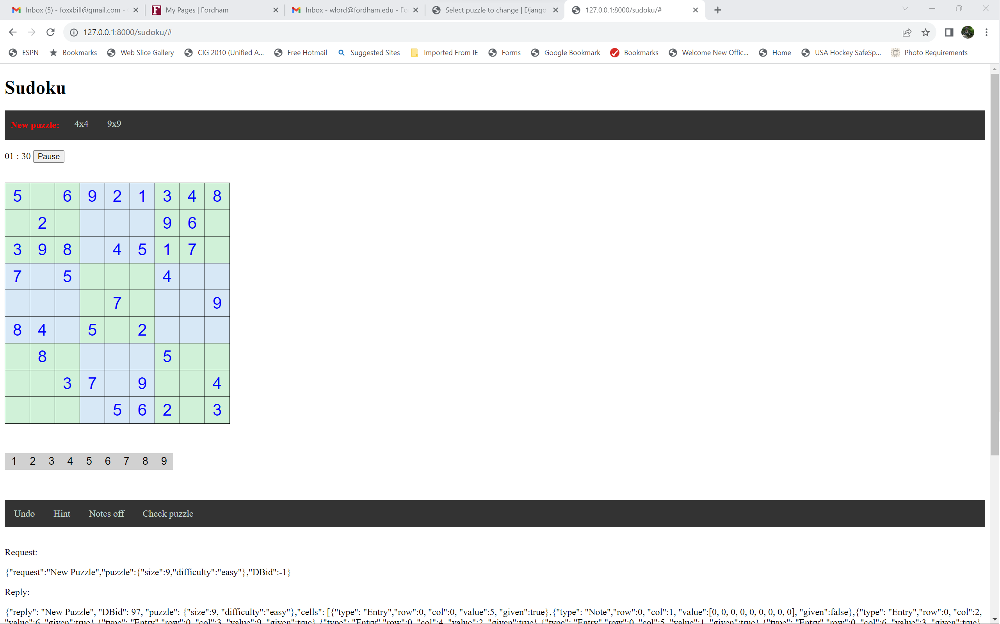 Inbox (5) - foxxbill@gmail.com -
My Pages | Fordham
Inbox - wlord@fordham.edu - Fo
Select puzzle to change | Django
127.0.0.1:8000/sudoku/#
127.0.0.1:8000/sudoku/#
ESPN Bookmarks Web Slice Gallery CIG 2010 (Unified A... Free Hotmail Suggested Sites Imported From IE Forms Google Bookmark Bookmarks Welcome New Offic... Home USA Hockey SafeSp... Photo Requirements
Sudoku
New puzzle: 4x4 9x9
01 : 30 Pause
5 6 9 2 1 3 4 8
2 9 6
3 9 8 4 5 1 7
7 5 4
7 9
8 4 5 2
8 5
3 7 9 4
5 6 2 3
1 2 3 4 5 6 7 8 9
Undo Hint Notes off Check puzzle
Request:
{"request":"New Puzzle","puzzle":{"size":9,"difficulty":"easy"},"DBid":-1}
Reply:
{"reply": "New Puzzle", "DBid": 97, "puzzle": {"size":9, "difficulty":"easy"},"cells": [{"type": "Entry","row":0, "col":0, "value":5, "given":true},{"type": "Note","row":0, "col":1, "value":[0, 0, 0, 0, 0, 0, 0, 0, 0], "given":false},{"type": "Entry","row":0, "col":2,
"value":6, "given":true},{"type": "Entry","row":0, "col":3, "value":9, "given":true},{"type": "Entry","row":0, "col":4, "value":2, "given":true},{"type": "Entry","row":0, "col":5, "value":1, "given":true},{"type": "Entry","row":0, "col":6, "value":3, "given":true},